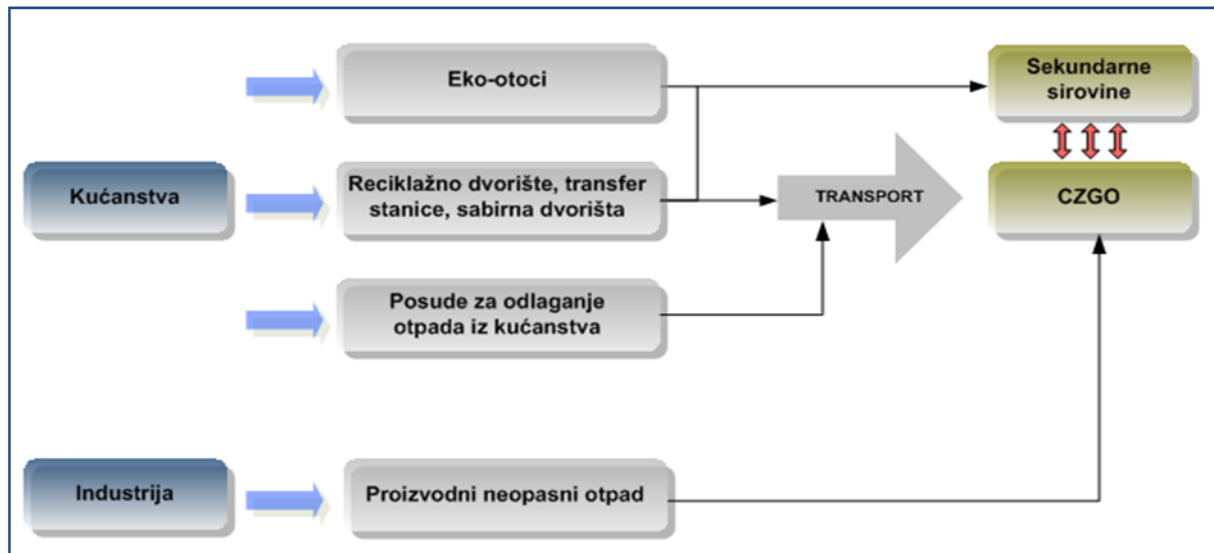 Eko-otoci
Sekundarne
sirovine
Kućanstva
Reciklažno dvorište, transfer
stanice, sabirna dvorišta
TRANSPORT
CZGO
Posude za odlaganje
otpada iz kućanstva
Industrija
Proizvodni neopasni otpad